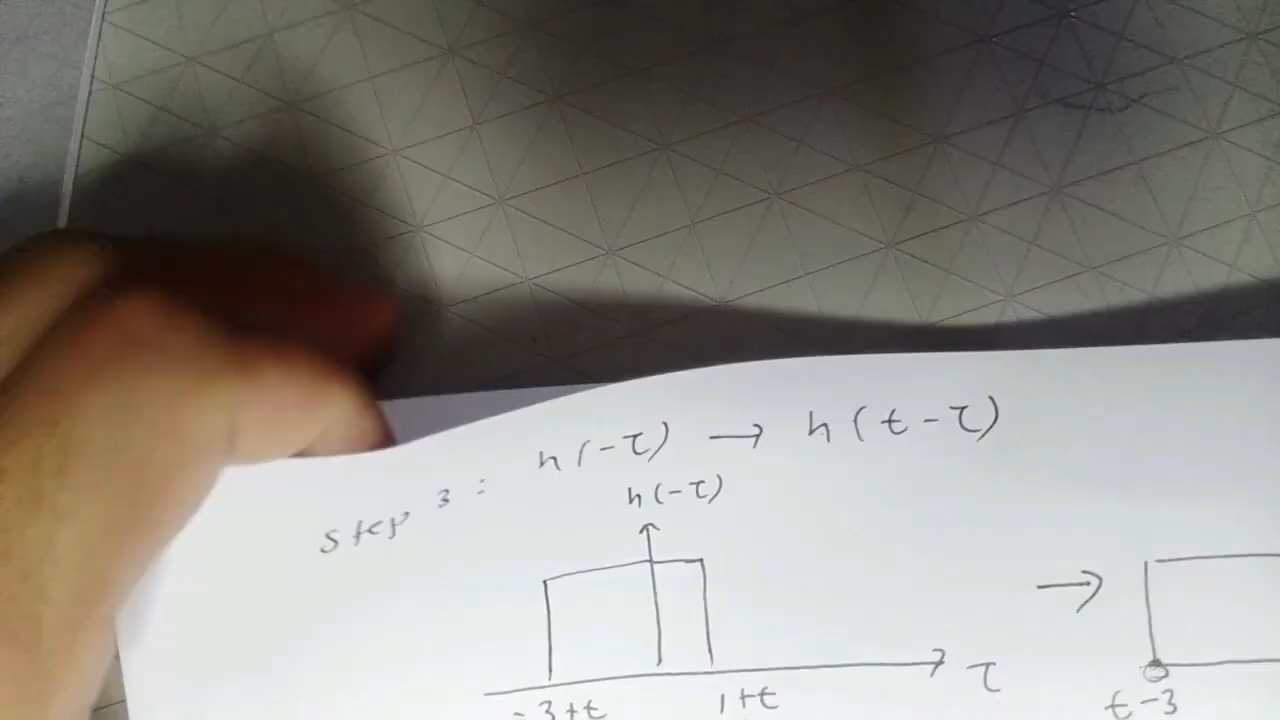 step 3: h(-τ) → h(t-τ)
h(-τ)
→
τ
-3+t 1+t t-3